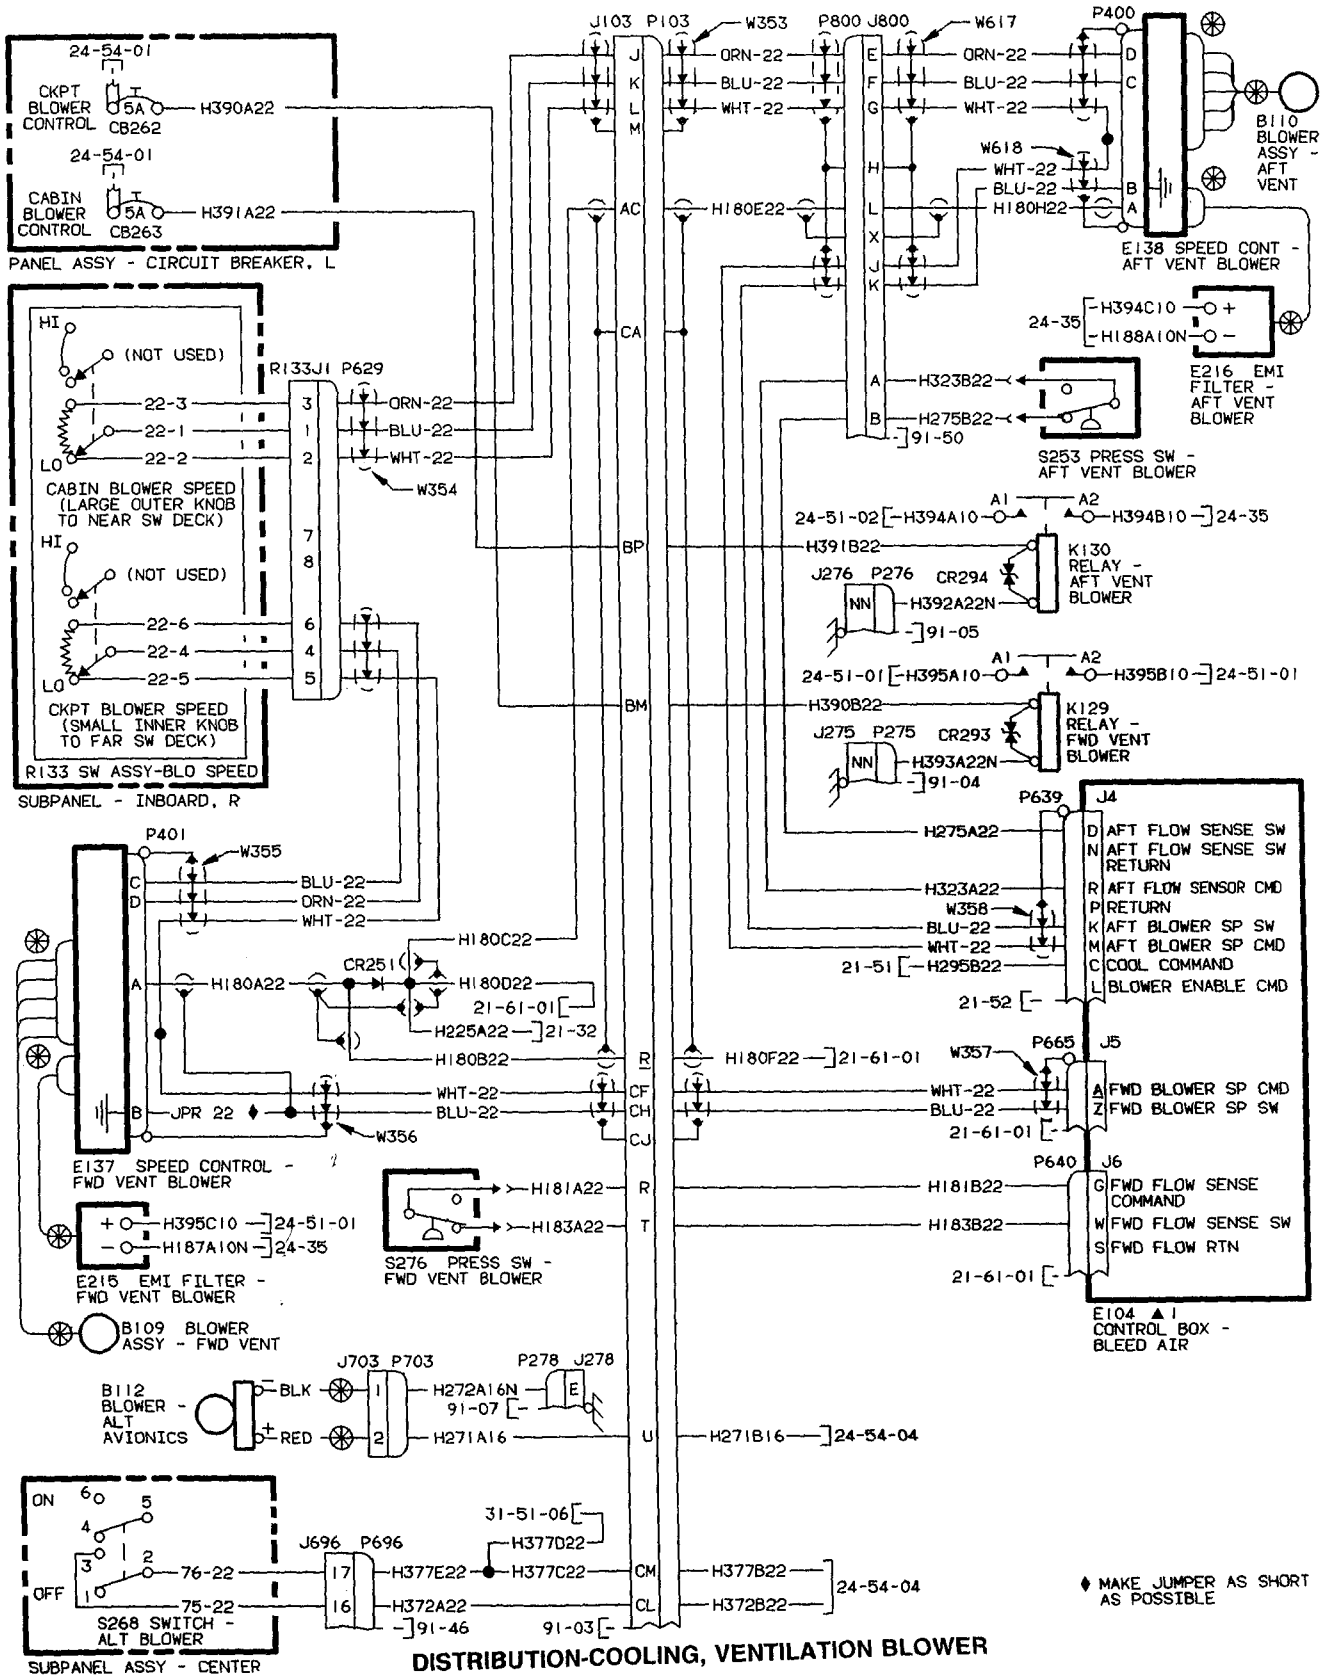 J103 P103
W353
P800 J800
W617
P400
24-54-01
CKPT
BLOWER
CONTROL
5A
CB262
H390A22
24-54-01
CABIN
BLOWER
CONTROL
5A
CB263
H391A22
PANEL ASSY - CIRCUIT BREAKER, L
J
K
L
M
AC
CA
ORN-22
BLU-22
WHT-22
H180E22
E
F
G
H
L
X
J
K
A
B
ORN-22
BLU-22
WHT-22
W618
WHT-22
BLU-22
H180H22
D
C
B
A
B110
BLOWER
ASSY -
AFT
VENT
E138 SPEED CONT -
AFT VENT BLOWER
24-35
H394C10
H188A10N
+
-
E216 EMI
FILTER -
AFT VENT
BLOWER
H323B22
H275B22
91-50
S253 PRESS SW -
AFT VENT BLOWER
HI
(NOT USED)
R133J1 P629
22-3
22-1
22-2
3
1
2
ORN-22
BLU-22
WHT-22
W354
LO
CABIN BLOWER SPEED
(LARGE OUTER KNOB
TO NEAR SW DECK)
7
8
HI
(NOT USED)
22-6
22-4
22-5
6
4
5
LO
CKPT BLOWER SPEED
(SMALL INNER KNOB
TO FAR SW DECK)
R133 SW ASSY-BLO SPEED
SUBPANEL - INBOARD, R
BP
BM
A1 A2
24-51-02
H394A10
H394B10
24-35
H391B22
K130
RELAY -
AFT VENT
BLOWER
J276 P276
CR294
NN
H392A22N
91-05
A1 A2
24-51-01
H395A10
H395B10
24-51-01
H390B22
K129
RELAY -
FWD VENT
BLOWER
J275 P275
CR293
NN
H393A22N
91-04
P639 J4
H275A22
D AFT FLOW SENSE SW
N AFT FLOW SENSE SW
RETURN
H323A22
R AFT FLOW SENSOR CMD
W358
P RETURN
BLU-22
K AFT BLOWER SP SW
WHT-22
M AFT BLOWER SP CMD
21-51
H295B22
C COOL COMMAND
L BLOWER ENABLE CMD
21-52
P401
W355
C
D
BLU-22
ORN-22
WHT-22
H180C22
CR251
A
H180A22
H180D22
21-61-01
H225A22
21-32
H180B22
R
H180F22
21-61-01
W357
P665 J5
WHT-22
CF
WHT-22
A FWD BLOWER SP CMD
B
JPR 22
BLU-22
CH
BLU-22
Z FWD BLOWER SP SW
W356
CJ
21-61-01
E137 SPEED CONTROL -
FWD VENT BLOWER
P640 J6
H181A22
R
H181B22
G FWD FLOW SENSE
COMMAND
H183A22
T
H183B22
W FWD FLOW SENSE SW
S FWD FLOW RTN
21-61-01
S276 PRESS SW -
FWD VENT BLOWER
+
H395C10
24-51-01
-
H187A10N
24-35
E215 EMI FILTER -
FWD VENT BLOWER
B109 BLOWER
ASSY - FWD VENT
E104 ▲ 1
CONTROL BOX -
BLEED AIR
J703 P703
P278 J278
B112
BLOWER -
ALT
AVIONICS
-
BLK
1
H272A16N
E
91-07
+
RED
2
H271A16
U
H271B16
24-54-04
ON
6
5
4
3
2
1
OFF
76-22
75-22
J696 P696
31-51-06
H377D22
17
H377E22
H377C22
CM
H377B22
16
H372A22
CL
H372B22
24-54-04
91-46
91-03
S268 SWITCH -
ALT BLOWER
SUBPANEL ASSY - CENTER
♦ MAKE JUMPER AS SHORT
AS POSSIBLE
DISTRIBUTION-COOLING, VENTILATION BLOWER